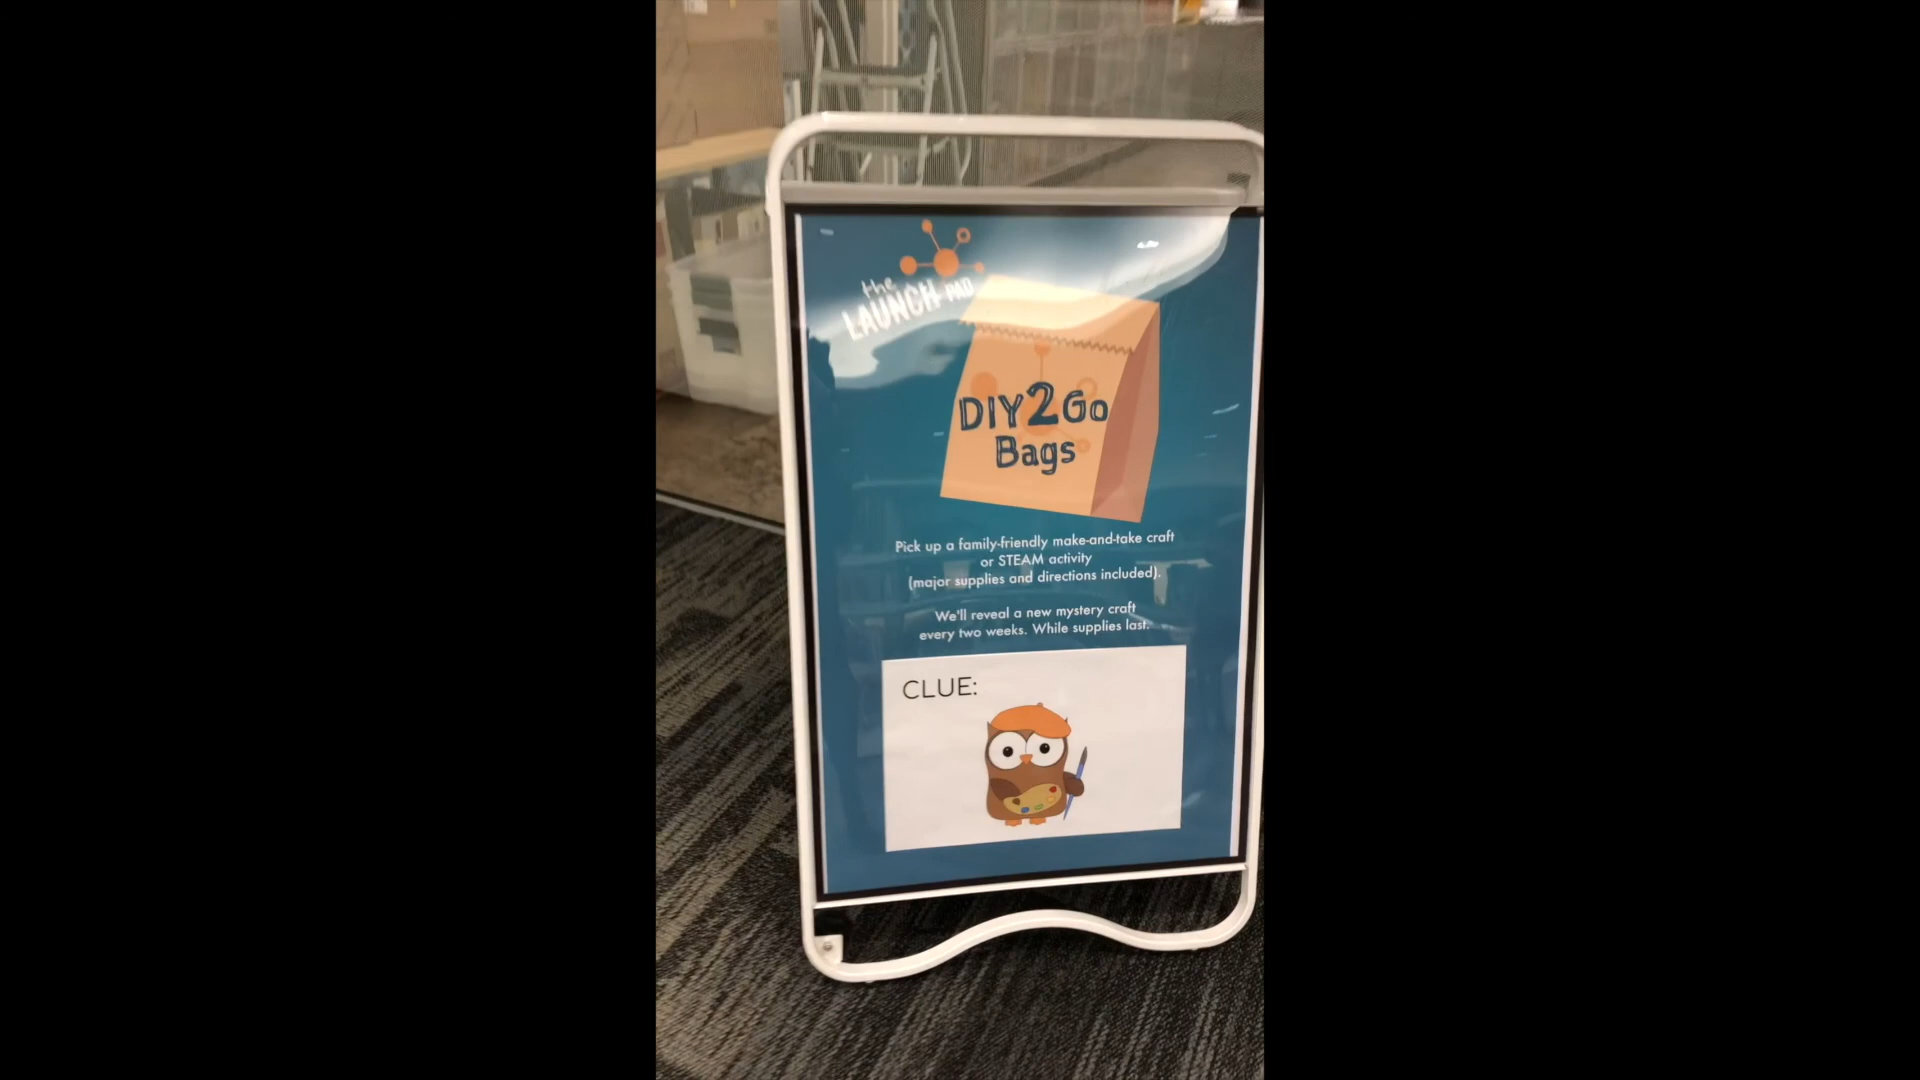 the
LAUNCH PAD
DIY2Go
Bags
Pick up a family-friendly make-and-take craft
or STEAM activity
(major supplies and directions included).
We'll reveal a new mystery craft
every two weeks. While supplies last.
CLUE: